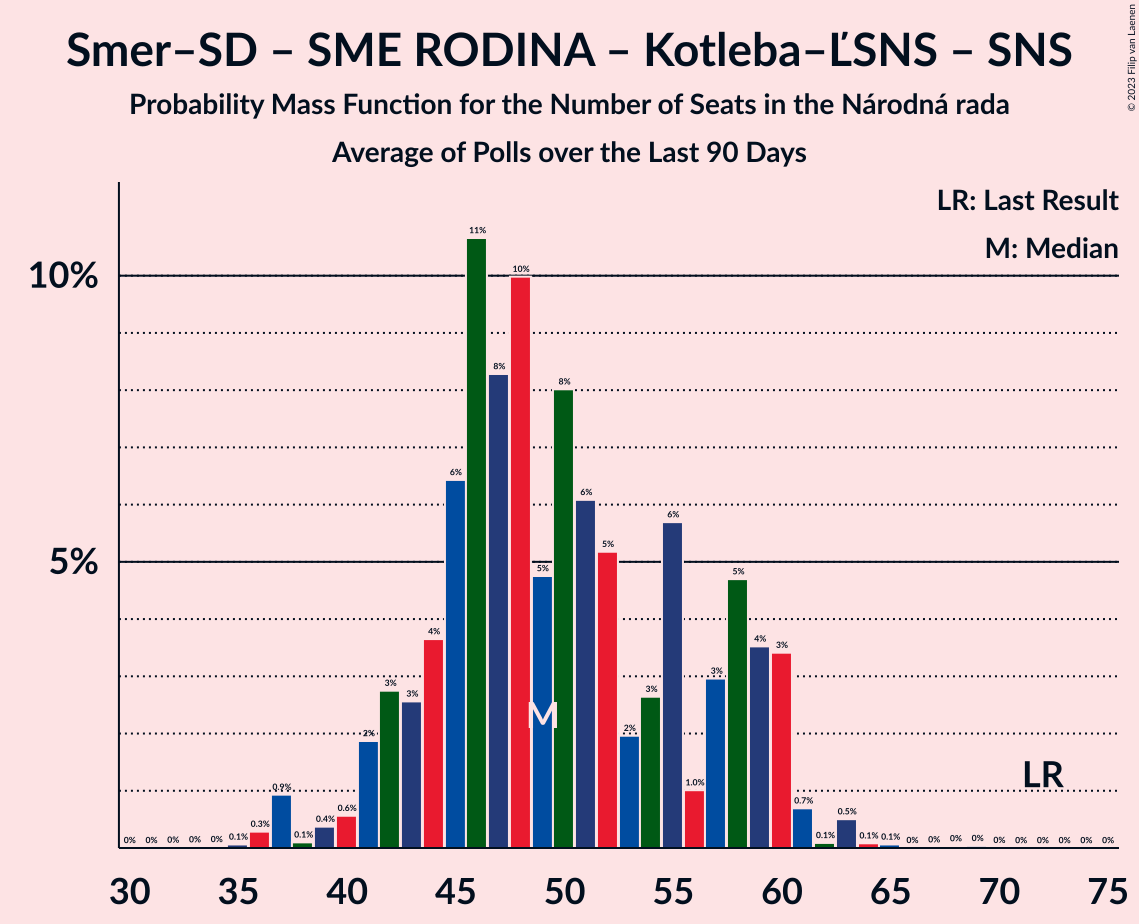 © 2023 Filip van Laenen
Smer–SD – SME RODINA – Kotleba–ĽSNS – SNS
Probability Mass Function for the Number of Seats in the Národná rada
Average of Polls over the Last 90 Days
LR: Last Result
M: Median
10%
5%
0% 0% 0% 0% 0% 0.1% 0.3% 0.9% 0.1% 0.4% 0.6% 2% 3% 3% 4% 6% 11% 8% 10% 5% 8% 6% 5% 2% 3% 6% 1.0% 3% 5% 4% 3% 0.7% 0.1% 0.5% 0.1% 0.1% 0% 0% 0% 0% 0% 0% 0% 0% 0% 0%
M
LR
30 35 40 45 50 55 60 65 70 75